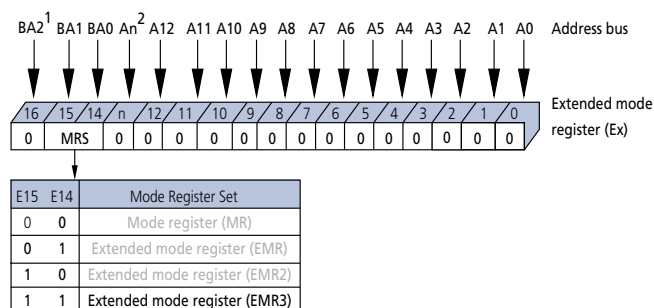 BA2¹ BA1 BA0 An² A12 A11 A10 A9 A8 A7 A6 A5 A4 A3 A2 A1 A0 Address bus
16 15 14 n 12 11 10 9 8 7 6 5 4 3 2 1 0 Extended mode
register (Ex)
0 MRS 0 0 0 0 0 0 0 0 0 0 0 0 0 0
E15 E14 Mode Register Set
0 0 Mode register (MR)
0 1 Extended mode register (EMR)
1 0 Extended mode register (EMR2)
1 1 Extended mode register (EMR3)